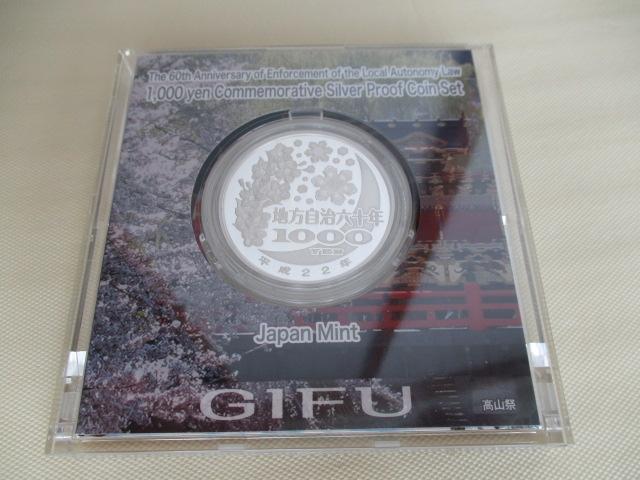 The 60th Anniversary of Enforcement of the Local Autonomy Law
1,000 yen Commemorative Silver Proof Coin Set
地方自治六十年
1000
YEN
平成22年
Japan Mint
GIFU
高山祭